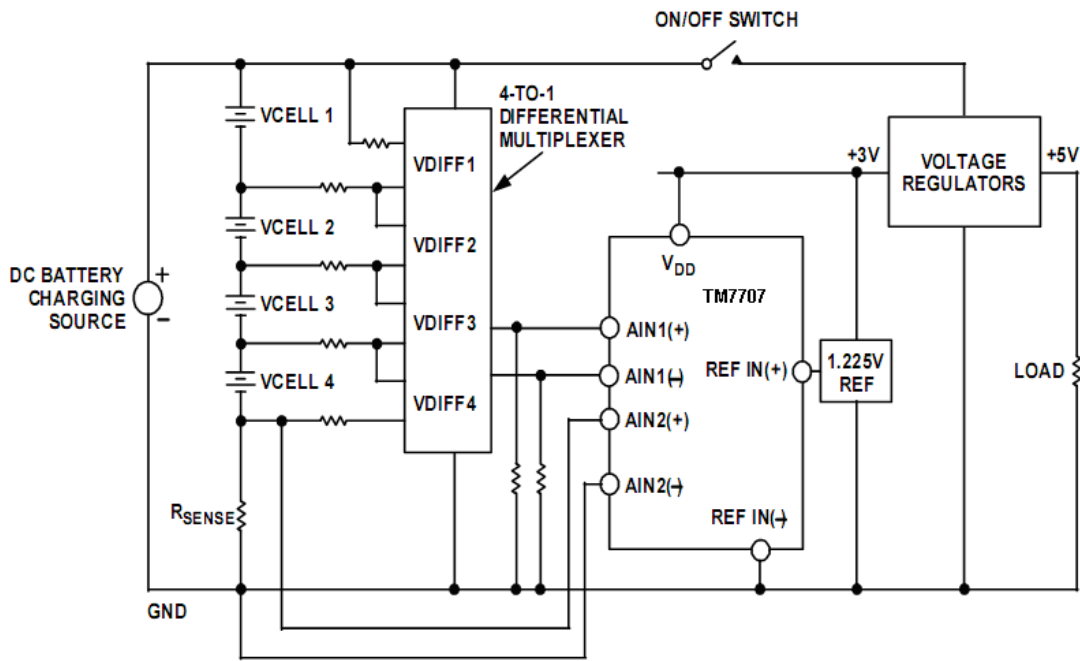 ON/OFF SWITCH
4-TO-1
DIFFERENTIAL
MULTIPLEXER
VCELL 1
VDIFF1
+3V
VOLTAGE
REGULATORS
+5V
VCELL 2
VDIFF2
VDD
TM7707
DC BATTERY
CHARGING
SOURCE
+
–
VCELL 3
VDIFF3
AIN1(+)
AIN1(–)
REF IN(+)
1.225V
REF
LOAD
VCELL 4
VDIFF4
AIN2(+)
AIN2(–)
RSENSE
REF IN(–)
GND